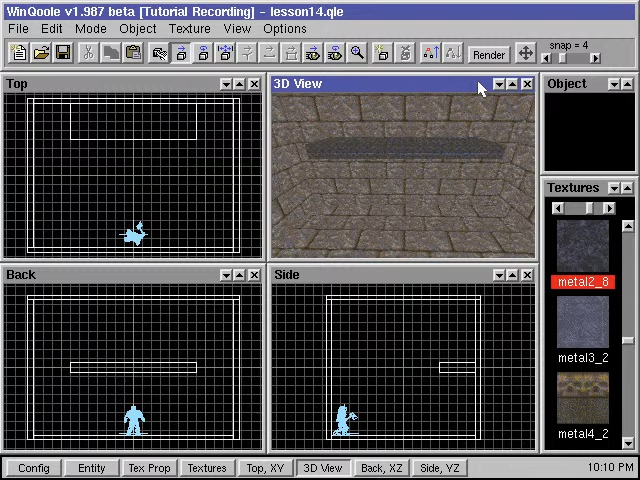 WinQoole v1.987 beta [Tutorial Recording] - lesson14.qle
File Edit Mode Object Texture View Options
Render
snap = 4
Top
3D View
Object
Textures
metal2_8
metal3_2
metal4_2
Back
Side
Config Entity Tex Prop Textures Top, XY 3D View Back, XZ Side, YZ 10:10 PM